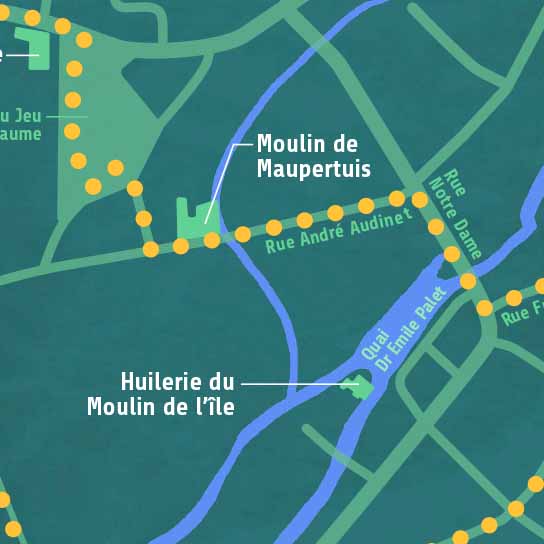 u Jeu
aume
Moulin de
Maupertuis
Rue
Notre Dame
Rue André Audinet
Quai
Dr Emile Palet
Rue
Huilerie du
Moulin de l'île